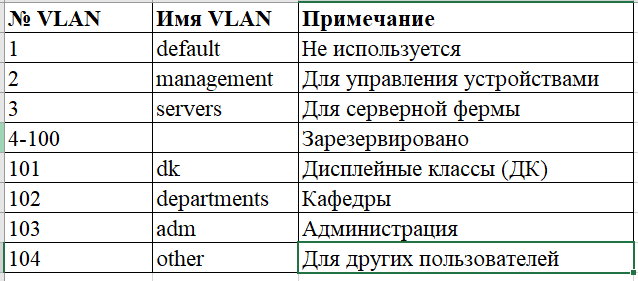 № VLAN Имя VLAN Примечание
1 default Не используется
2 management Для управления устройствами
3 servers Для серверной фермы
4-100 Зарезервировано
101 dk Дисплейные классы (ДК)
102 departments Кафедры
103 adm Администрация
104 other Для других пользователей